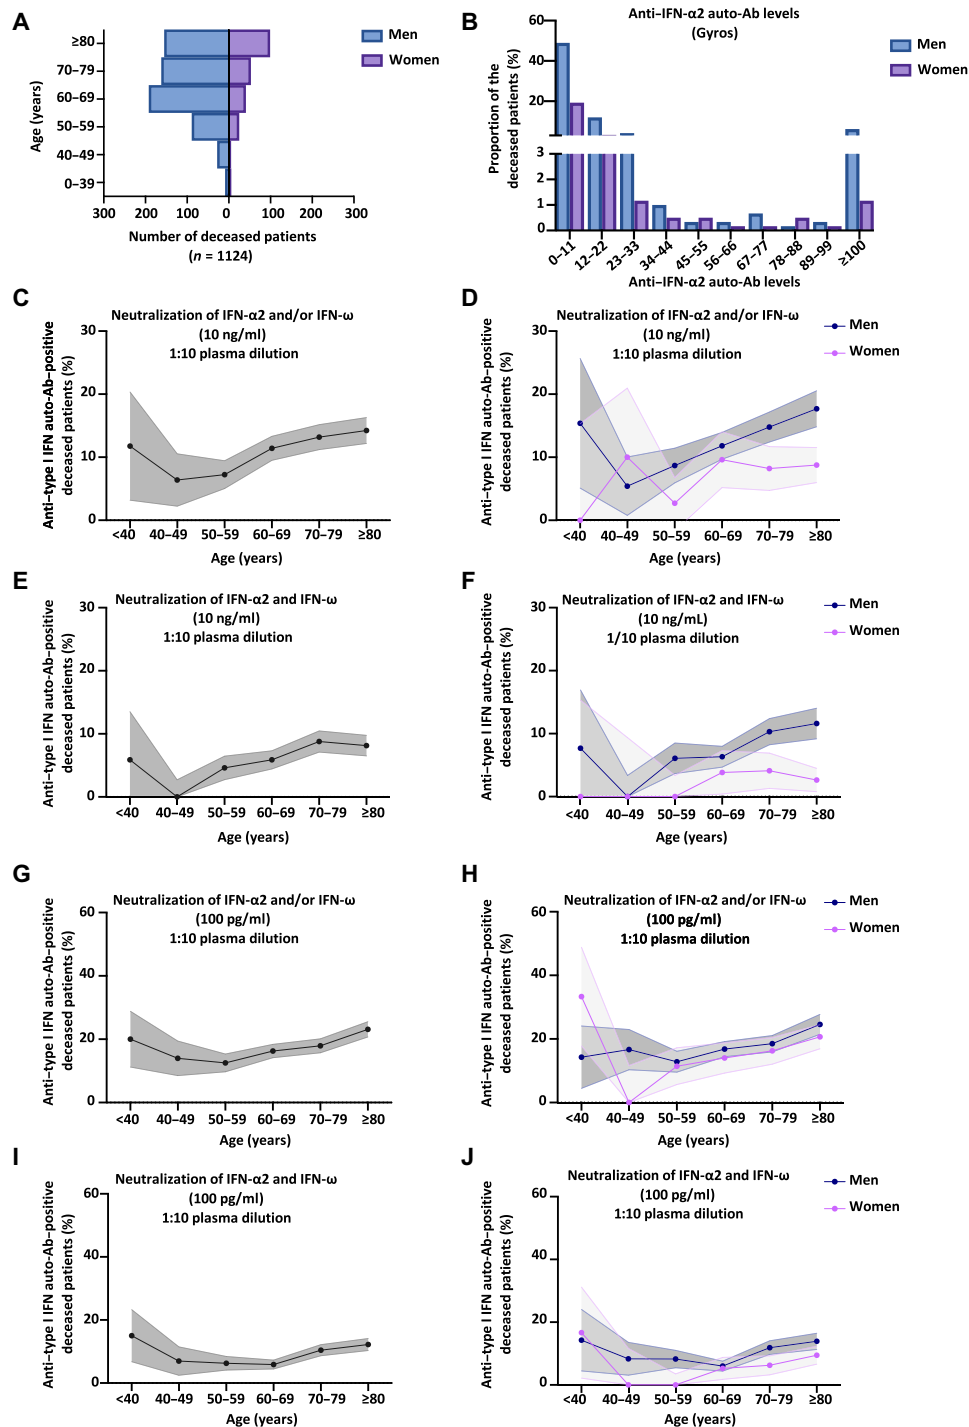 A
≥80
70–79
60–69
50–59
40–49
0–39
Age (years)
300 200 100 0 100 200 300
Number of deceased patients
(n = 1124)
Men
Women
B
Anti–IFN-α2 auto-Ab levels
(Gyros)
Proportion of the
deceased patients (%)
60
40
20
3
2
1
0
0–11 12–22 23–33 34–44 45–55 56–66 67–77 78–88 89–99 ≥100
Anti–IFN-α2 auto-Ab levels
Men
Women
C
Neutralization of IFN-α2 and/or IFN-ω
(10 ng/ml)
1:10 plasma dilution
Anti–type I IFN auto-Ab–positive
deceased patients (%)
30
20
10
0
<40 40–49 50–59 60–69 70–79 ≥80
Age (years)
D
Neutralization of IFN-α2 and/or IFN-ω
(10 ng/ml)
1:10 plasma dilution
Anti–type I IFN auto-Ab–positive
deceased patients (%)
30
20
10
0
<40 40–49 50–59 60–69 70–79 ≥80
Age (years)
Men
Women
E
Neutralization of IFN-α2 and IFN-ω
(10 ng/ml)
1:10 plasma dilution
Anti–type I IFN auto-Ab–positive
deceased patients (%)
30
20
10
0
<40 40–49 50–59 60–69 70–79 ≥80
Age (years)
F
Neutralization of IFN-α2 and IFN-ω
(10 ng/mL)
1/10 plasma dilution
Anti–type I IFN auto-Ab–positive
deceased patients (%)
30
20
10
0
<40 40–49 50–59 60–69 70–79 ≥80
Age (years)
Men
Women
G
Neutralization of IFN-α2 and/or IFN-ω
(100 pg/ml)
1:10 plasma dilution
Anti–type I IFN auto-Ab–positive
deceased patients (%)
60
40
20
0
<40 40–49 50–59 60–69 70–79 ≥80
Age (years)
H
Neutralization of IFN-α2 and/or IFN-ω
(100 pg/ml)
1:10 plasma dilution
Anti–type I IFN auto-Ab–positive
deceased patients (%)
60
40
20
0
<40 40–49 50–59 60–69 70–79 ≥80
Age (years)
Men
Women
I
Neutralization of IFN-α2 and IFN-ω
(100 pg/ml)
1:10 plasma dilution
Anti–type I IFN auto-Ab–positive
deceased patients (%)
60
40
20
0
<40 40–49 50–59 60–69 70–79 ≥80
Age (years)
J
Neutralization of IFN-α2 and IFN-ω
(100 pg/ml)
1:10 plasma dilution
Anti–type I IFN auto-Ab–positive
deceased patients (%)
60
40
20
0
<40 40–49 50–59 60–69 70–79 ≥80
Age (years)
Men
Women